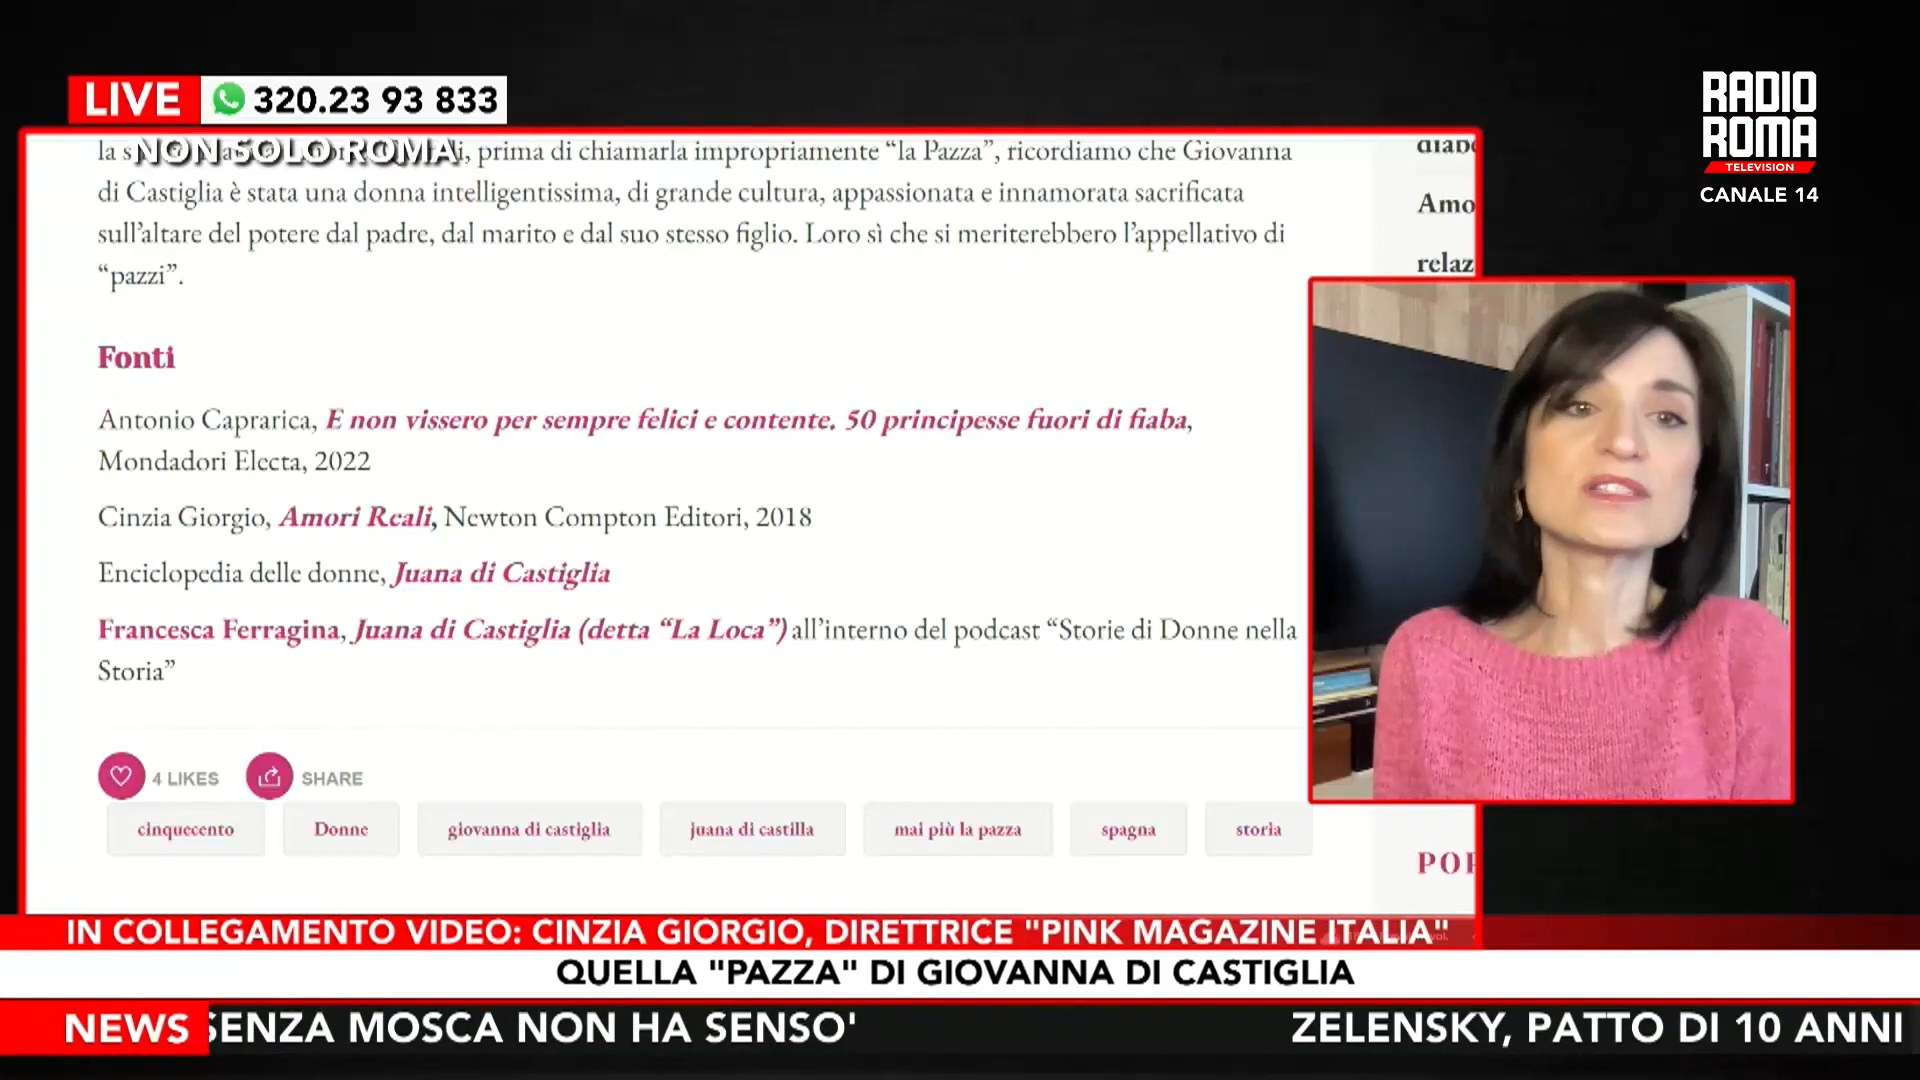 LIVE 320.23 93 833
RADIO
ROMA
TELEVISION
CANALE 14
NON SOLO ROMA
la s i, prima di chiamarla impropriamente “la Pazza”, ricordiamo che Giovanna
di Castiglia è stata una donna intelligentissima, di grande cultura, appassionata e innamorata sacrificata
sull’altare del potere dal padre, dal marito e dal suo stesso figlio. Loro sì che si meriterebbero l’appellativo di
“pazzi”.
diabe
Amo
relaz
Fonti
Antonio Caprarica, E non vissero per sempre felici e contente. 50 principesse fuori di fiaba,
Mondadori Electa, 2022
Cinzia Giorgio, Amori Reali, Newton Compton Editori, 2018
Enciclopedia delle donne, Juana di Castiglia
Francesca Ferragina, Juana di Castiglia (detta “La Loca”) all’interno del podcast “Storie di Donne nella
Storia”
4 LIKES SHARE
cinquecento Donne giovanna di castiglia juana di castilla mai più la pazza spagna storia
POP
IN COLLEGAMENTO VIDEO: CINZIA GIORGIO, DIRETTRICE "PINK MAGAZINE ITALIA"
QUELLA "PAZZA" DI GIOVANNA DI CASTIGLIA
NEWS SENZA MOSCA NON HA SENSO' ZELENSKY, PATTO DI 10 ANNI